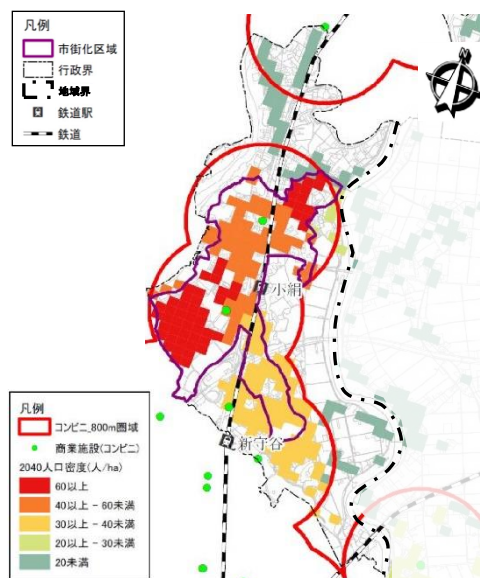 凡例
市街化区域
行政界
地域界
鉄道駅
鉄道
小絹
新守谷
凡例
コンビニ_800m圏域
商業施設(コンビニ)
2040人口密度(人/ha)
60以上
40以上 - 60未満
30以上 - 40未満
20以上 - 30未満
20未満